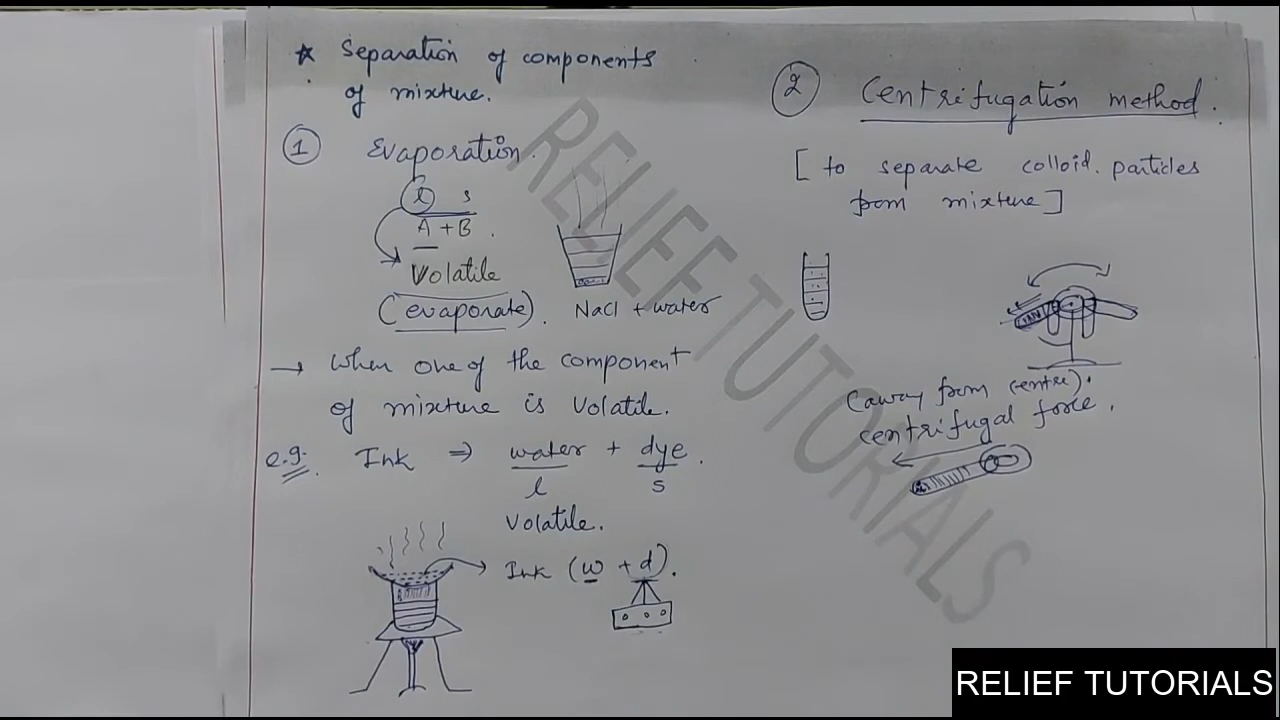 * Separation of components
of mixture.
1 Evaporation.
l s
A + B.
Volatile
(evaporate).
NaCl + water
→ When one of the component
of mixture is Volatile.
e.g. Ink ⇒ water + dye.
l s
Volatile.
Ink (w + d).
2 Centrifugation method.
[ to separate colloid particles
from mixture ]
(away from centre).
centrifugal force.
RELIEF TUTORIALS
RELIEF TUTORIALS